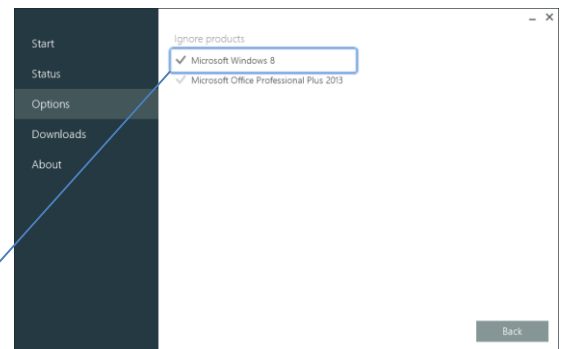 Start
Status
Options
Downloads
About
Ignore products
Microsoft Windows 8
Microsoft Office Professional Plus 2013
Back